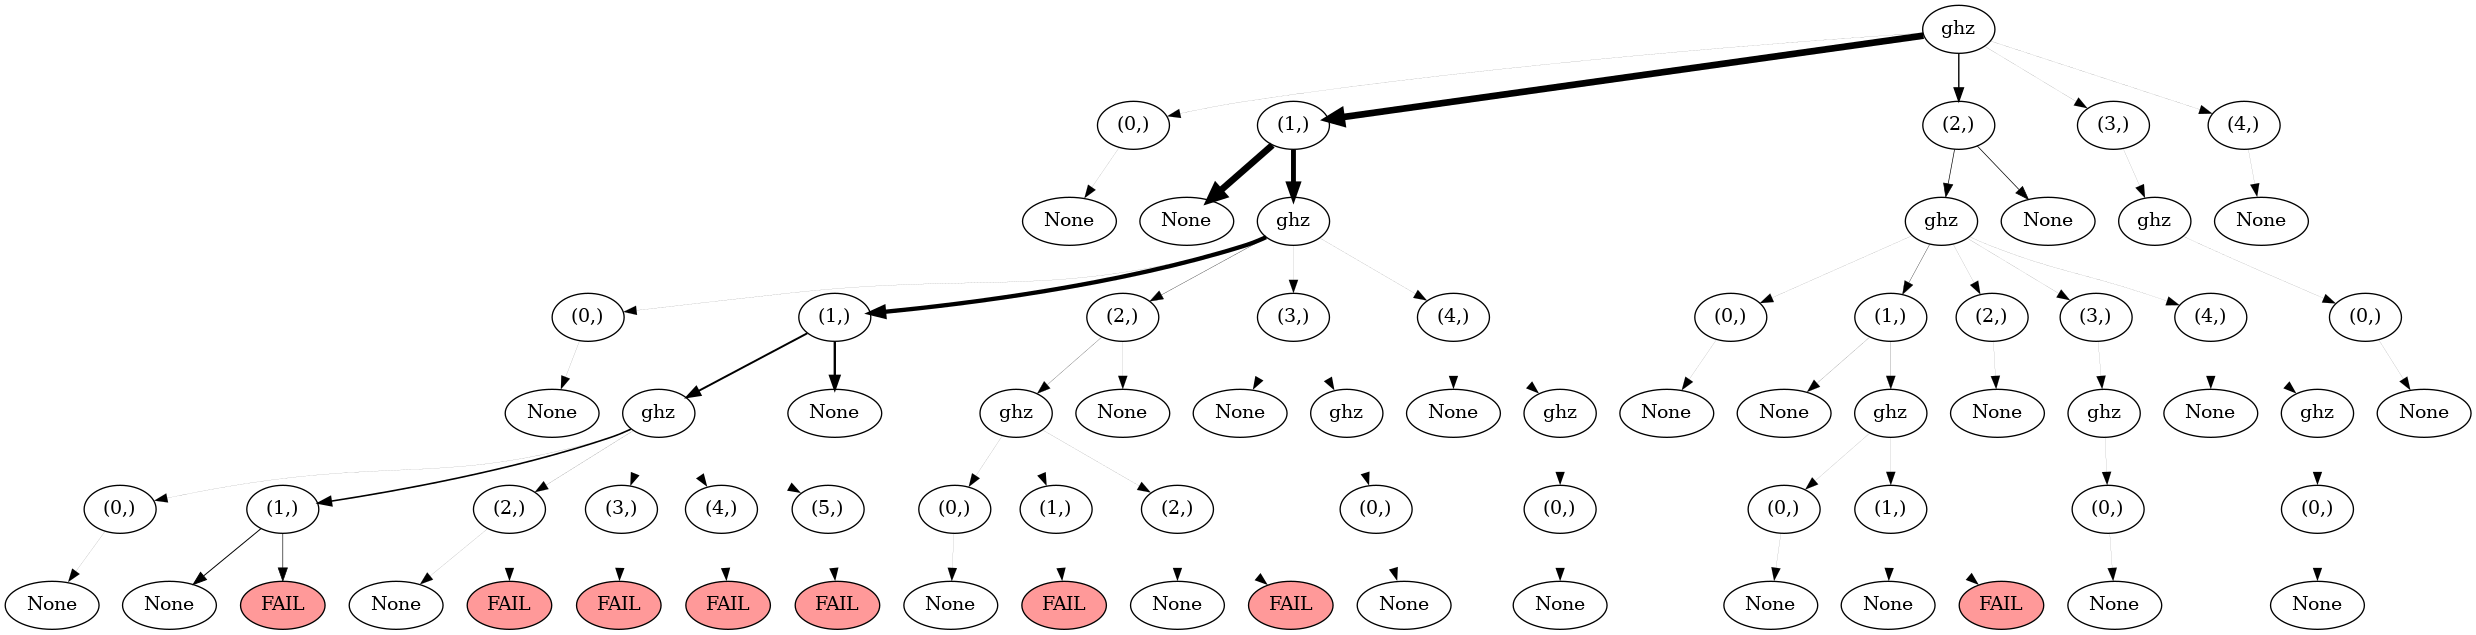 ghz
(0,) (1,) (2,) (3,) (4,)
None None ghz ghz None ghz None
(0,) (1,) (2,) (3,) (4,) (0,) (1,) (2,) (3,) (4,) (0,)
None ghz None ghz None None ghz None ghz None None ghz None ghz None ghz None
(0,) (1,) (2,) (3,) (4,) (5,) (0,) (1,) (2,) (0,) (0,) (0,) (1,) (0,) (0,)
None None FAIL None FAIL FAIL FAIL FAIL None FAIL None FAIL None None None None FAIL None None